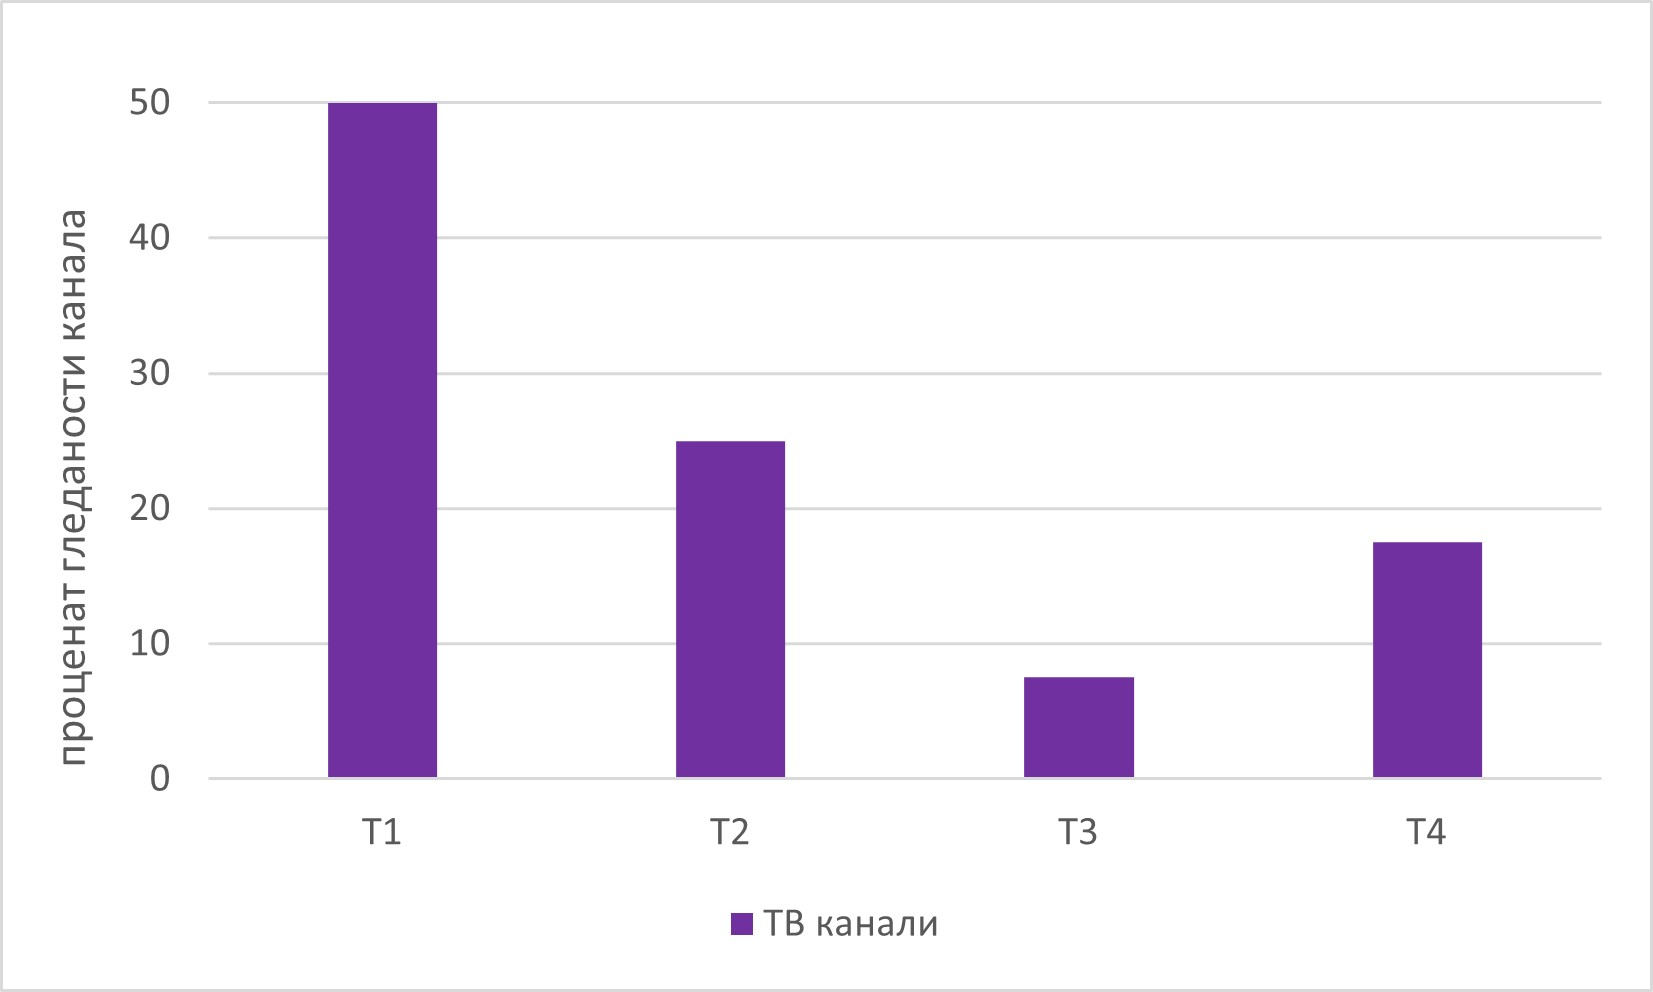 50
40
30
20
10
0
проценат гледаности канала
Т1
Т2
Т3
Т4
ТВ канали